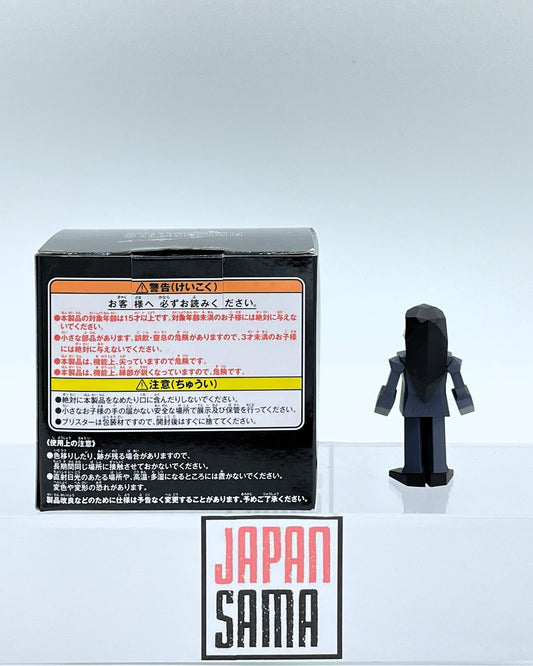 ⚠警告(けいこく)
お客様へ 必ずお読みください。
●本製品の対象年齢は15才以上です。対象年齢未満のお子様には絶対に与えな
いでください。
●小さな部品がありますので、誤飲・窒息の危険がありますので、3才未満のお子様
には絶対に与えないでください。
●本製品は、機能上、尖っていますので危険です。
●本製品は、機能上、縁部が鋭くなっていますので、危険です。
⚠注意(ちゅうい)
●絶対に本製品をなめたり口に含んだりしないでください。
●小さなお子様の手の届かない安全な場所で展示及び保管を行ってください。
●ブリスターは包装材ですので、開封後はすぐに捨ててください。
《使用上の注意》
●色移りしたり、跡が残る場合がありますので、
長期間同じ場所に接触させておかないでください。
●直射日光のあたる場所や、高温・多湿になるところには置かないでください。
変色や変形の恐れがあります。
製品改良などのために仕様は予告なく変更することがあります。予めご了承ください。
JAPAN
SAMA